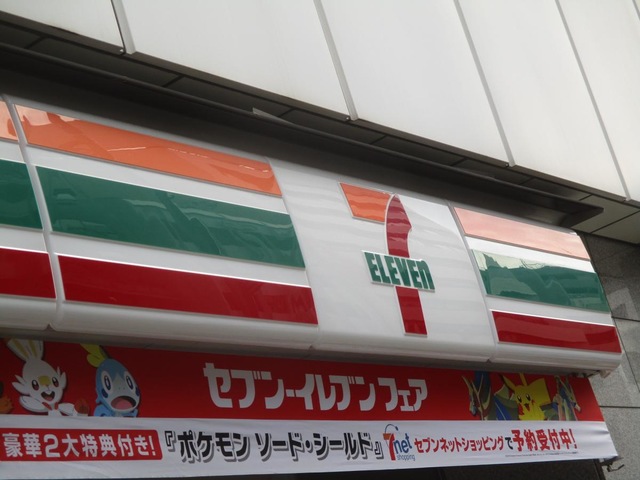 7
ELEVEN
セブン-イレブンフェア
豪華2大特典付き!『ポケモン ソード・シールド』7net shopping セブンネットショッピングで予約受付中!